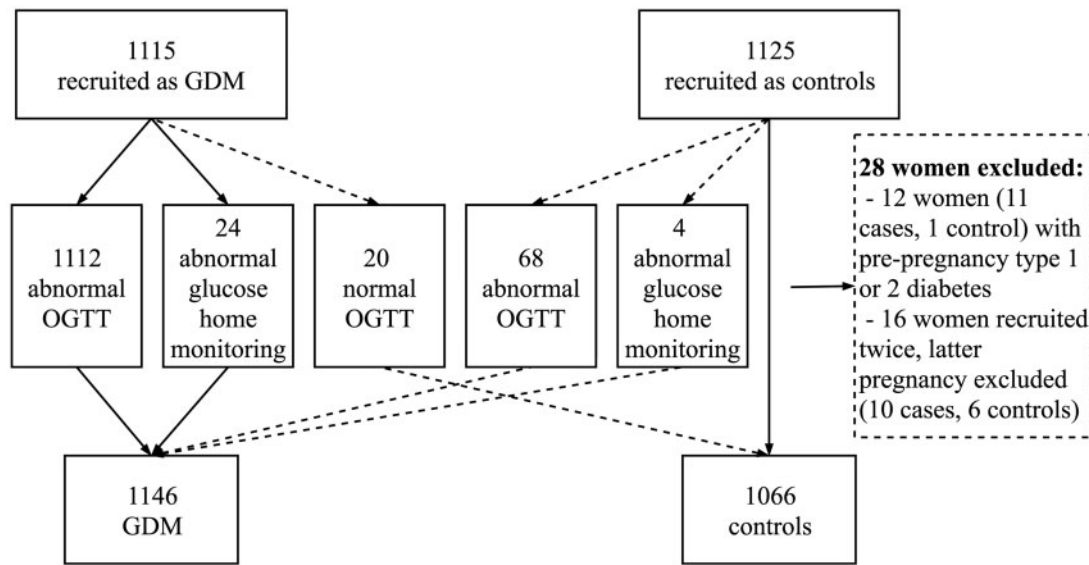 1115
recruited as GDM
1125
recruited as controls
1112
abnormal
OGTT
24
abnormal
glucose
home
monitoring
20
normal
OGTT
68
abnormal
OGTT
4
abnormal
glucose
home
monitoring
28 women excluded:
- 12 women (11
cases, 1 control) with
pre-pregnancy type 1
or 2 diabetes
- 16 women recruited
twice, latter
pregnancy excluded
(10 cases, 6 controls)
1146
GDM
1066
controls